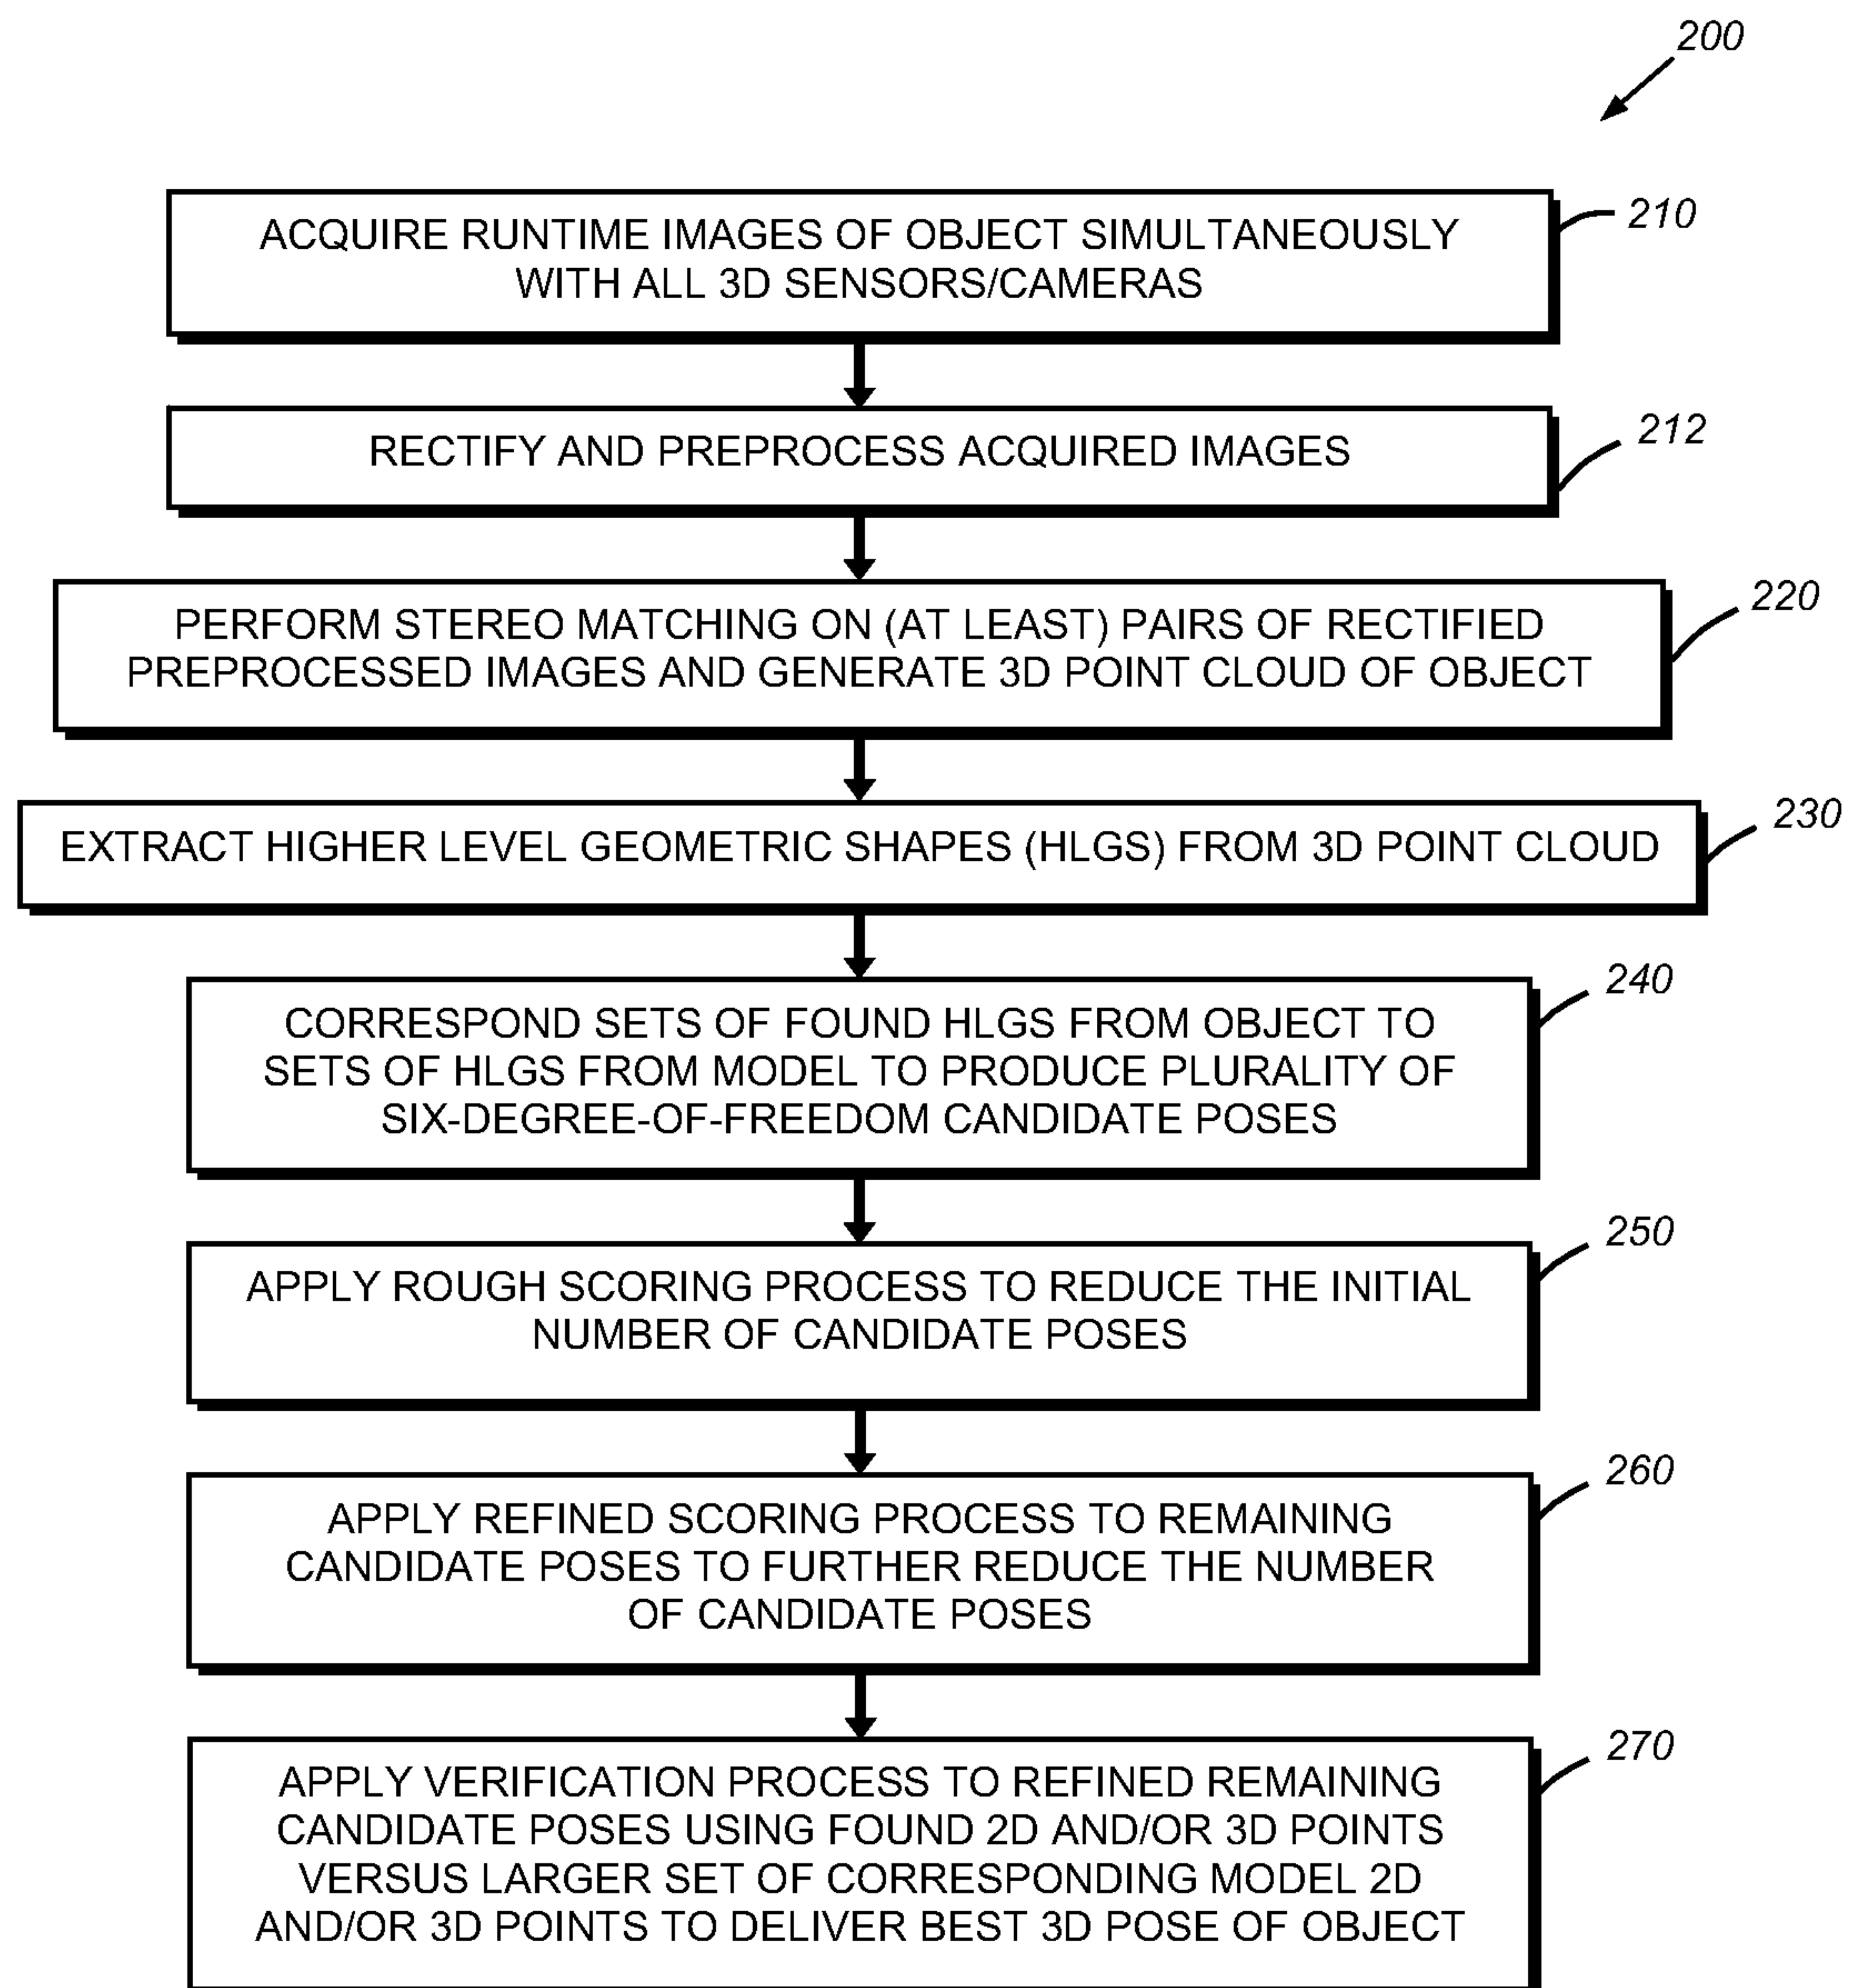 200
ACQUIRE RUNTIME IMAGES OF OBJECT SIMULTANEOUSLY
WITH ALL 3D SENSORS/CAMERAS
210
RECTIFY AND PREPROCESS ACQUIRED IMAGES
212
PERFORM STEREO MATCHING ON (AT LEAST) PAIRS OF RECTIFIED
PREPROCESSED IMAGES AND GENERATE 3D POINT CLOUD OF OBJECT
220
EXTRACT HIGHER LEVEL GEOMETRIC SHAPES (HLGS) FROM 3D POINT CLOUD
230
CORRESPOND SETS OF FOUND HLGS FROM OBJECT TO
SETS OF HLGS FROM MODEL TO PRODUCE PLURALITY OF
SIX-DEGREE-OF-FREEDOM CANDIDATE POSES
240
APPLY ROUGH SCORING PROCESS TO REDUCE THE INITIAL
NUMBER OF CANDIDATE POSES
250
APPLY REFINED SCORING PROCESS TO REMAINING
CANDIDATE POSES TO FURTHER REDUCE THE NUMBER
OF CANDIDATE POSES
260
APPLY VERIFICATION PROCESS TO REFINED REMAINING
CANDIDATE POSES USING FOUND 2D AND/OR 3D POINTS
VERSUS LARGER SET OF CORRESPONDING MODEL 2D
AND/OR 3D POINTS TO DELIVER BEST 3D POSE OF OBJECT
270